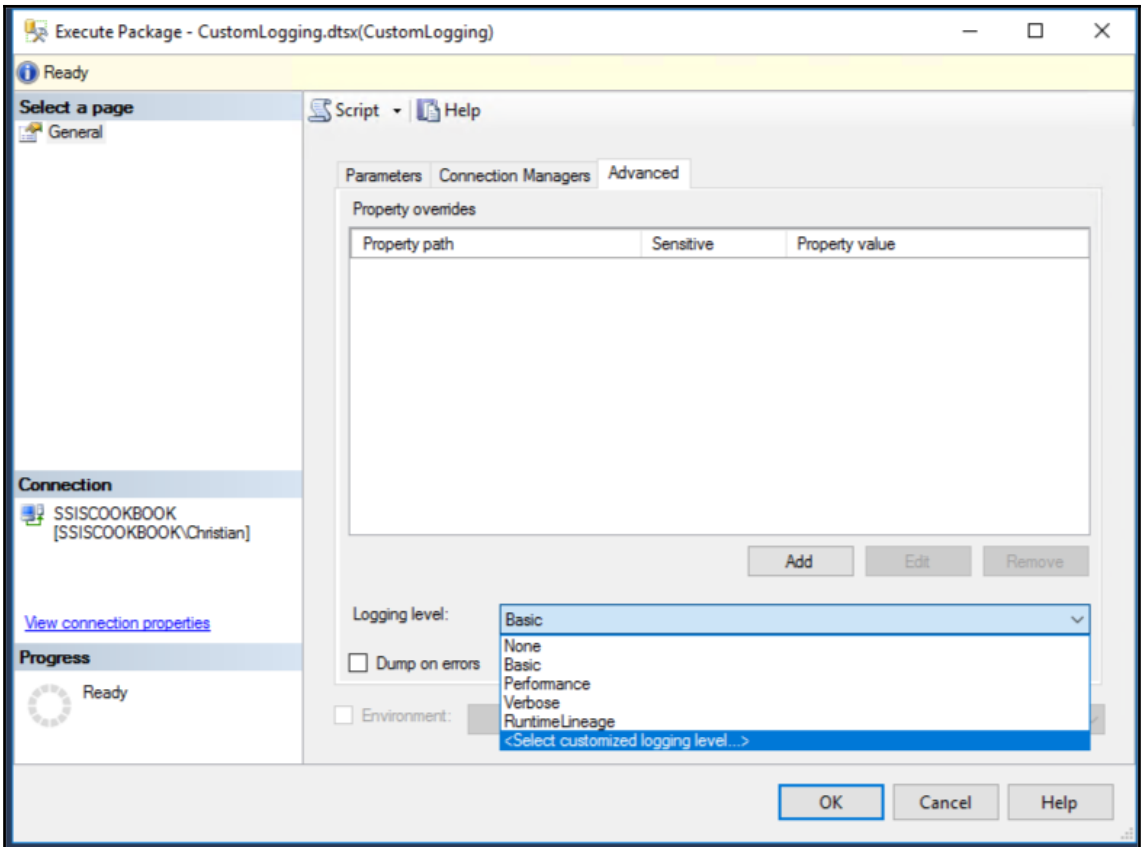 Execute Package - CustomLogging.dtsx(CustomLogging)
Ready
Select a page
General
Script
Help
Parameters
Connection Managers
Advanced
Property overrides
Property path
Sensitive
Property value
Connection
SSISCOOKBOOK
[SSISCOOKBOOK\Christian]
View connection properties
Progress
Ready
Add
Edit
Remove
Logging level:
Basic
None
Basic
Performance
Verbose
RuntimeLineage
<Select customized logging level...>
Dump on errors
Environment:
OK
Cancel
Help